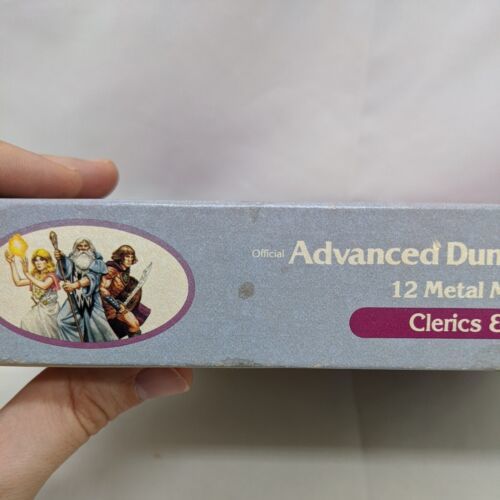 Official Advanced Dun
12 Metal M
Clerics &